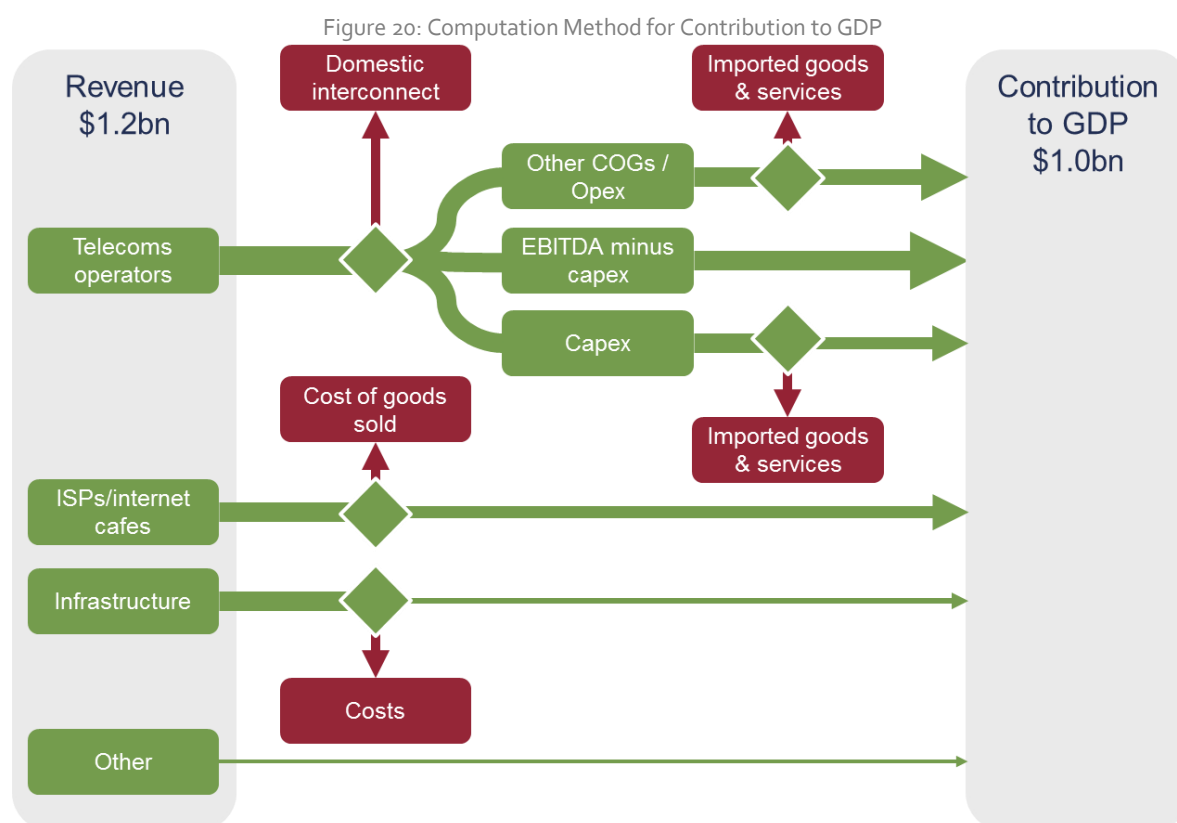 Figure 20: Computation Method for Contribution to GDP
Revenue
$1.2bn
Domestic
interconnect
Imported goods
& services
Contribution
to GDP
$1.0bn
Other COGs /
Opex
Telecoms
operators
EBITDA minus
capex
Capex
Cost of goods
sold
Imported goods
& services
ISPs/internet
cafes
Infrastructure
Costs
Other